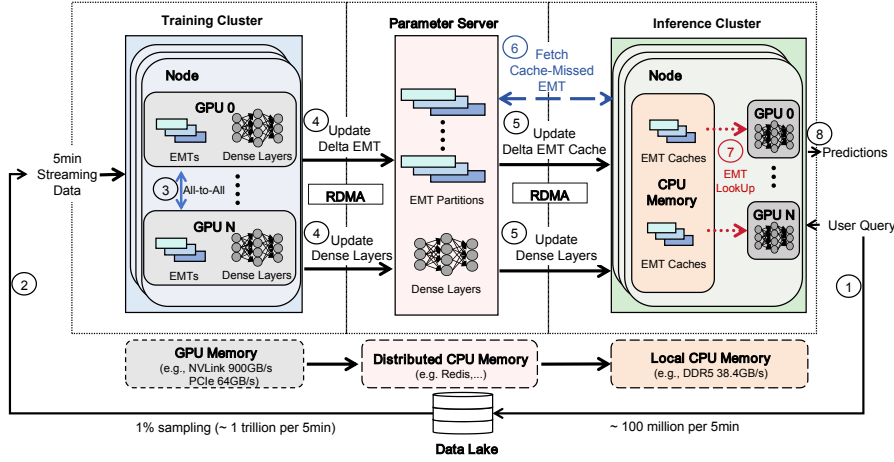 Training Cluster
Parameter Server
Inference Cluster
Node
GPU 0
EMTs
Dense Layers
5min
Streaming
Data
3
All-to-All
GPU N
EMTs
Dense Layers
4
Update
Delta EMT
RDMA
4
Update
Dense Layers
EMT Partitions
Dense Layers
6
Fetch
Cache-Missed
EMT
5
Update
Delta EMT Cache
RDMA
5
Update
Dense Layers
Node
EMT Caches
CPU
Memory
EMT Caches
7
EMT
LookUp
GPU 0
GPU N
8
Predictions
User Query
1
2
GPU Memory
(e.g., NVLink 900GB/s
PCIe 64GB/s)
Distributed CPU Memory
(e.g. Redis,...)
Local CPU Memory
(e.g., DDR5 38.4GB/s)
1% sampling (~ 1 trillion per 5min)
Data Lake
~ 100 million per 5min